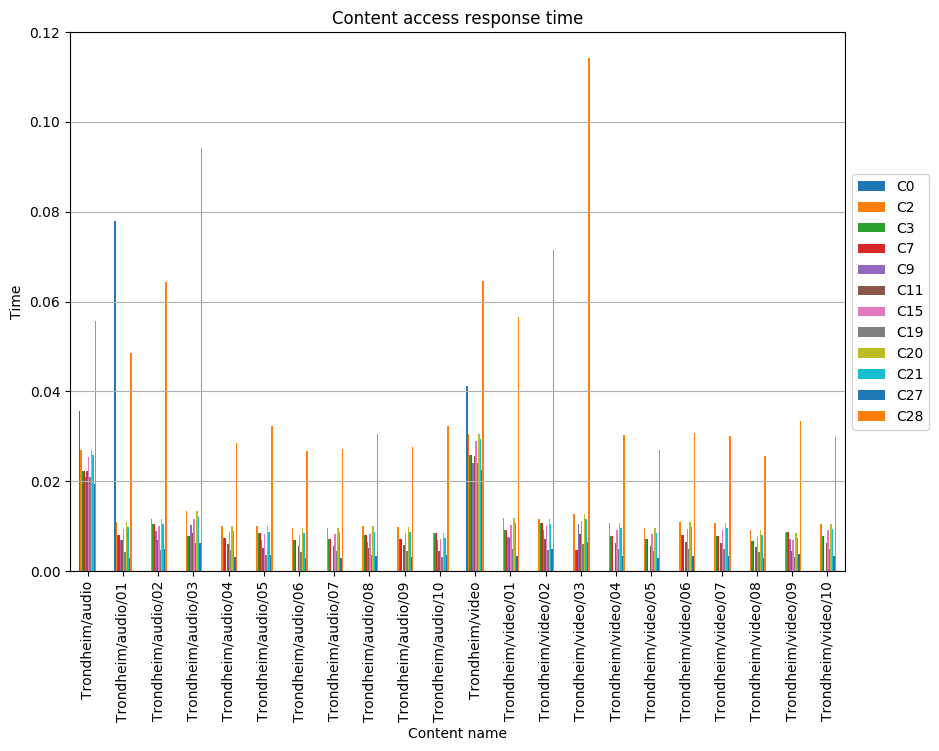 Content access response time
0.12
0.10
0.08
0.06
0.04
0.02
0.00
Time
Trondheim/audio
Trondheim/audio/01
Trondheim/audio/02
Trondheim/audio/03
Trondheim/audio/04
Trondheim/audio/05
Trondheim/audio/06
Trondheim/audio/07
Trondheim/audio/08
Trondheim/audio/09
Trondheim/audio/10
Trondheim/video
Trondheim/video/01
Trondheim/video/02
Trondheim/video/03
Trondheim/video/04
Trondheim/video/05
Trondheim/video/06
Trondheim/video/07
Trondheim/video/08
Trondheim/video/09
Trondheim/video/10
Content name
C0
C2
C3
C7
C9
C11
C15
C19
C20
C21
C27
C28